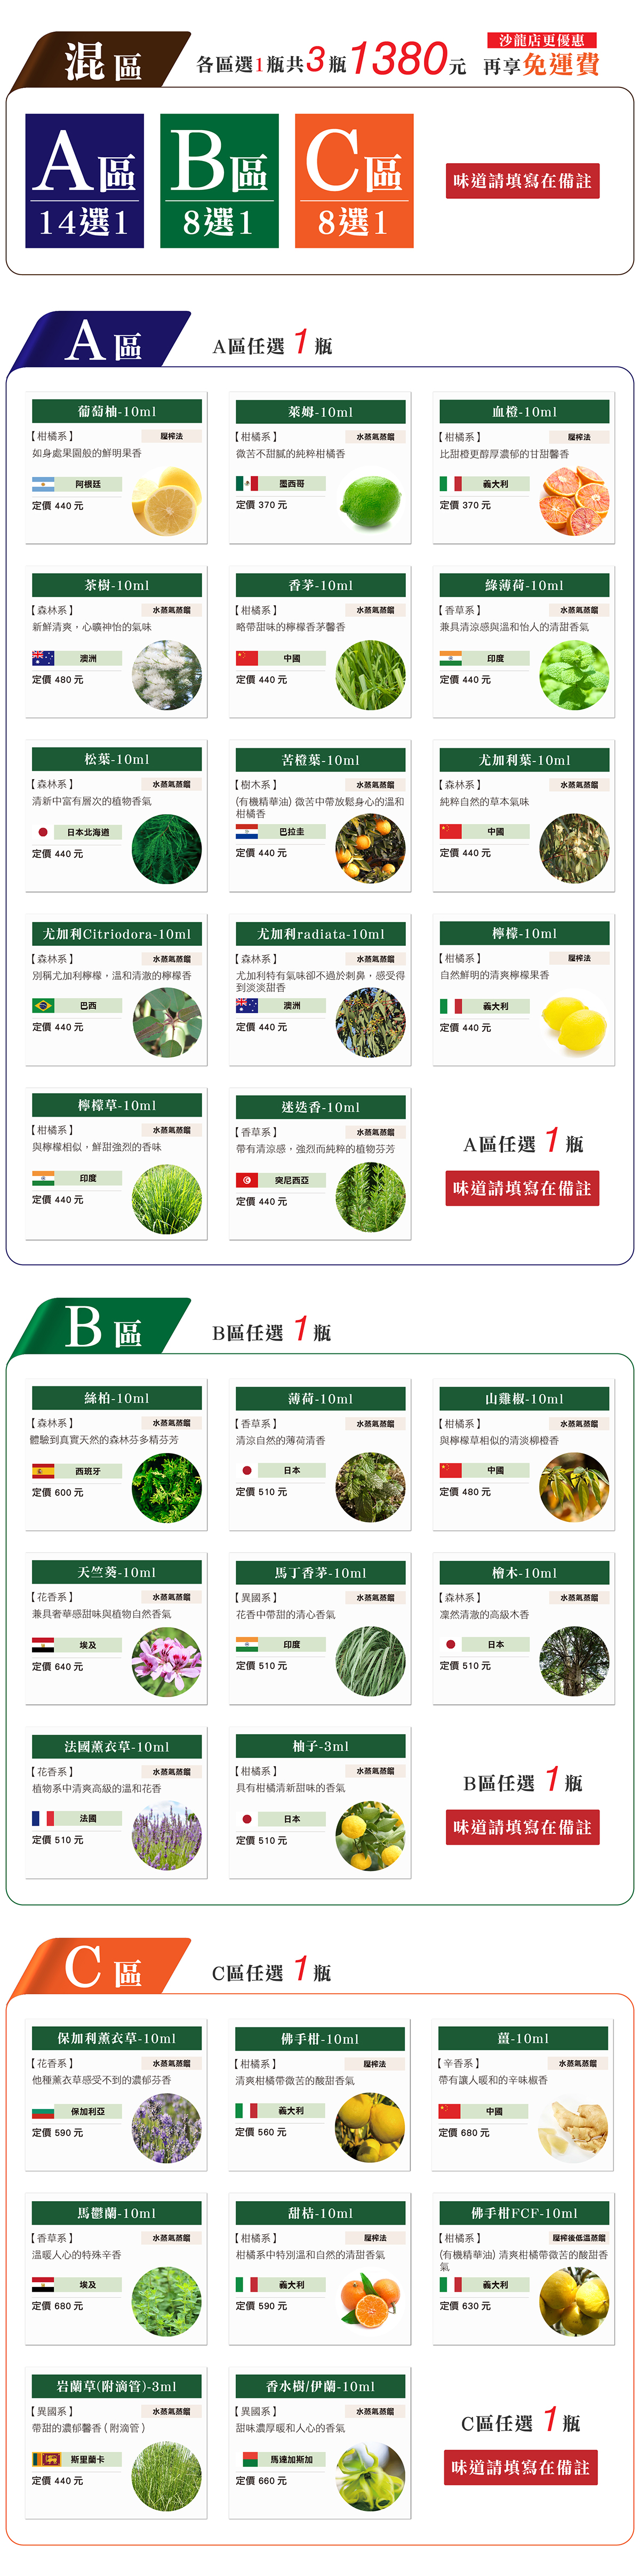 混區
各區選1瓶共3瓶1380元
沙龍店更優惠
再享免運費
A區
14選1
B區
8選1
C區
8選1
味道請填寫在備註
A區
A區任選 1 瓶
葡萄柚-10ml
【柑橘系】
壓榨法
如身處果園般的鮮明果香
阿根廷
定價 440 元
萊姆-10ml
【柑橘系】
水蒸氣蒸餾
微苦不甜膩的純粹柑橘香
墨西哥
定價 370 元
血橙-10ml
【柑橘系】
壓榨法
比甜橙更醇厚濃郁的甘甜馨香
義大利
定價 370 元
茶樹-10ml
【森林系】
水蒸氣蒸餾
新鮮清爽，心曠神怡的氣味
澳洲
定價 480 元
香茅-10ml
【柑橘系】
水蒸氣蒸餾
略帶甜味的檸檬香茅馨香
中國
定價 440 元
綠薄荷-10ml
【香草系】
水蒸氣蒸餾
兼具清涼感與溫和怡人的清甜香氣
印度
定價 440 元
松葉-10ml
【森林系】
水蒸氣蒸餾
清新中富有層次的植物香氣
日本北海道
定價 440 元
苦橙葉-10ml
【樹木系】
水蒸氣蒸餾
(有機精華油) 微苦中帶放鬆身心的溫和
柑橘香
巴拉圭
定價 440 元
尤加利葉-10ml
【森林系】
水蒸氣蒸餾
純粹自然的草本氣味
中國
定價 440 元
尤加利Citriodora-10ml
【森林系】
水蒸氣蒸餾
別稱尤加利檸檬，溫和清澈的檸檬香
巴西
定價 440 元
尤加利radiata-10ml
【森林系】
水蒸氣蒸餾
尤加利特有氣味卻不過於刺鼻，感受得
到淡淡甜香
澳洲
定價 440 元
檸檬-10ml
【柑橘系】
壓榨法
自然鮮明的清爽檸檬果香
義大利
定價 440 元
檸檬草-10ml
【柑橘系】
水蒸氣蒸餾
與檸檬相似，鮮甜強烈的香味
印度
定價 440 元
迷迭香-10ml
【香草系】
水蒸氣蒸餾
帶有清涼感，強烈而純粹的植物芬芳
突尼西亞
定價 440 元
A區任選 1 瓶
味道請填寫在備註
B區
B區任選 1 瓶
絲柏-10ml
【森林系】
水蒸氣蒸餾
體驗到真實天然的森林芬多精芬芳
西班牙
定價 600 元
薄荷-10ml
【香草系】
水蒸氣蒸餾
清涼自然的薄荷清香
日本
定價 510 元
山雞椒-10ml
【柑橘系】
水蒸氣蒸餾
與檸檬草相似的清淡柳橙香
中國
定價 480 元
天竺葵-10ml
【花香系】
水蒸氣蒸餾
兼具奢華感甜味與植物自然香氣
埃及
定價 640 元
馬丁香茅-10ml
【異國系】
水蒸氣蒸餾
花香中帶甜的清心香氣
印度
定價 510 元
檜木-10ml
【森林系】
水蒸氣蒸餾
凜然清澈的高級木香
日本
定價 510 元
法國薰衣草-10ml
【花香系】
水蒸氣蒸餾
植物系中清爽高級的溫和花香
法國
定價 510 元
柚子-3ml
【柑橘系】
水蒸氣蒸餾
具有柑橘清新甜味的香氣
日本
定價 510 元
B區任選 1 瓶
味道請填寫在備註
C區
C區任選 1 瓶
保加利薰衣草-10ml
【花香系】
水蒸氣蒸餾
他種薰衣草感受不到的濃郁芬香
保加利亞
定價 590 元
佛手柑-10ml
【柑橘系】
壓榨法
清爽柑橘帶微苦的酸甜香氣
義大利
定價 560 元
薑-10ml
【辛香系】
水蒸氣蒸餾
帶有讓人暖和的辛味椒香
中國
定價 680 元
馬鬱蘭-10ml
【香草系】
水蒸氣蒸餾
溫暖人心的特殊辛香
埃及
定價 680 元
甜桔-10ml
【柑橘系】
壓榨法
柑橘系中特別溫和自然的清甜香氣
義大利
定價 590 元
佛手柑FCF-10ml
【柑橘系】
壓榨後低溫蒸餾
(有機精華油) 清爽柑橘帶微苦的酸甜香
氣
義大利
定價 630 元
岩蘭草(附滴管)-3ml
【異國系】
水蒸氣蒸餾
帶甜的濃郁馨香 ( 附滴管 )
斯里蘭卡
定價 440 元
香水樹/伊蘭-10ml
【異國系】
水蒸氣蒸餾
甜味濃厚暖和人心的香氣
馬達加斯加
定價 660 元
C區任選 1 瓶
味道請填寫在備註